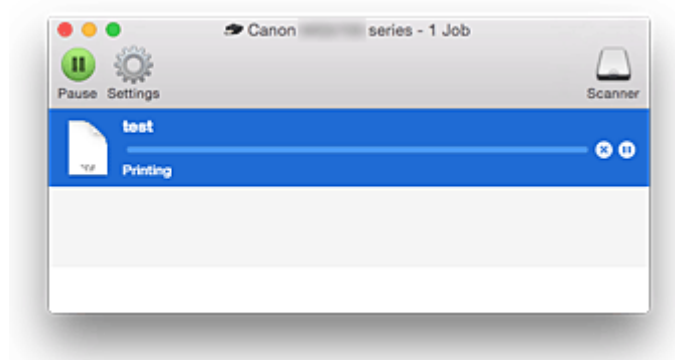 Canon series - 1 Job
Pause Settings Scanner
test
Printing